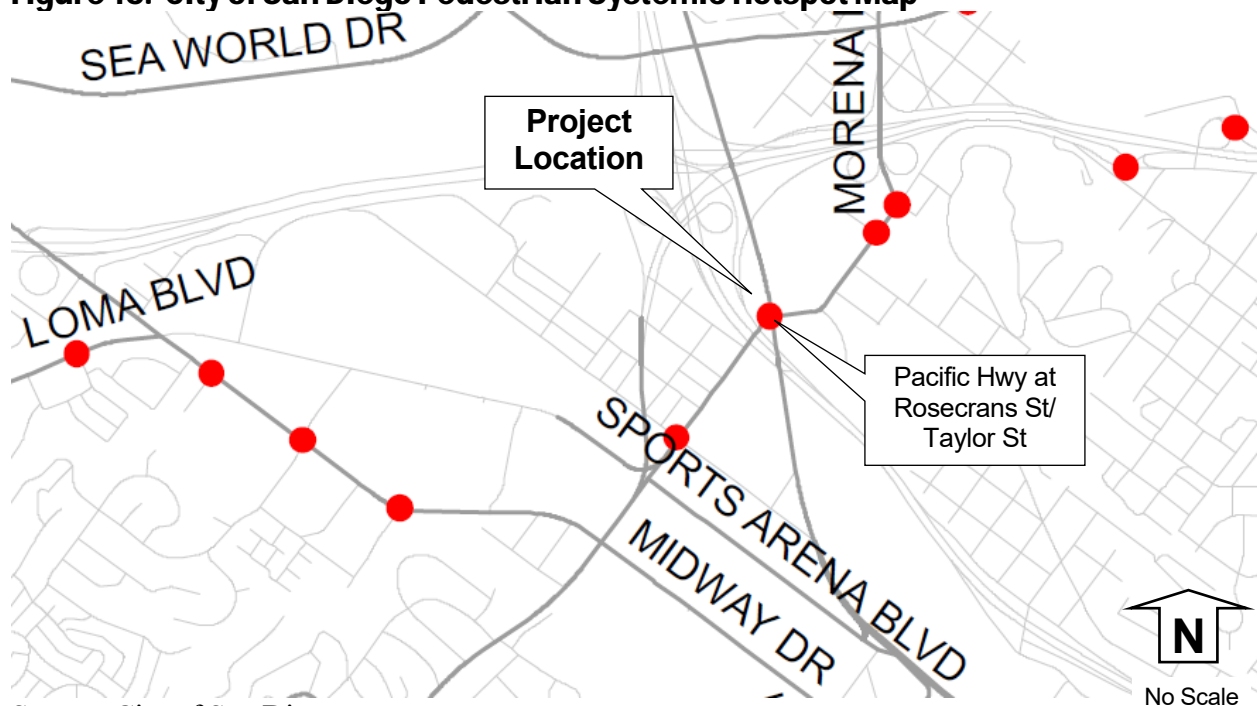 SEA WORLD DR
MORENA
Project
Location
LOMA BLVD
Pacific Hwy at
Rosecrans St/
Taylor St
SPORTS ARENA BLVD
MIDWAY DR
N
No Scale